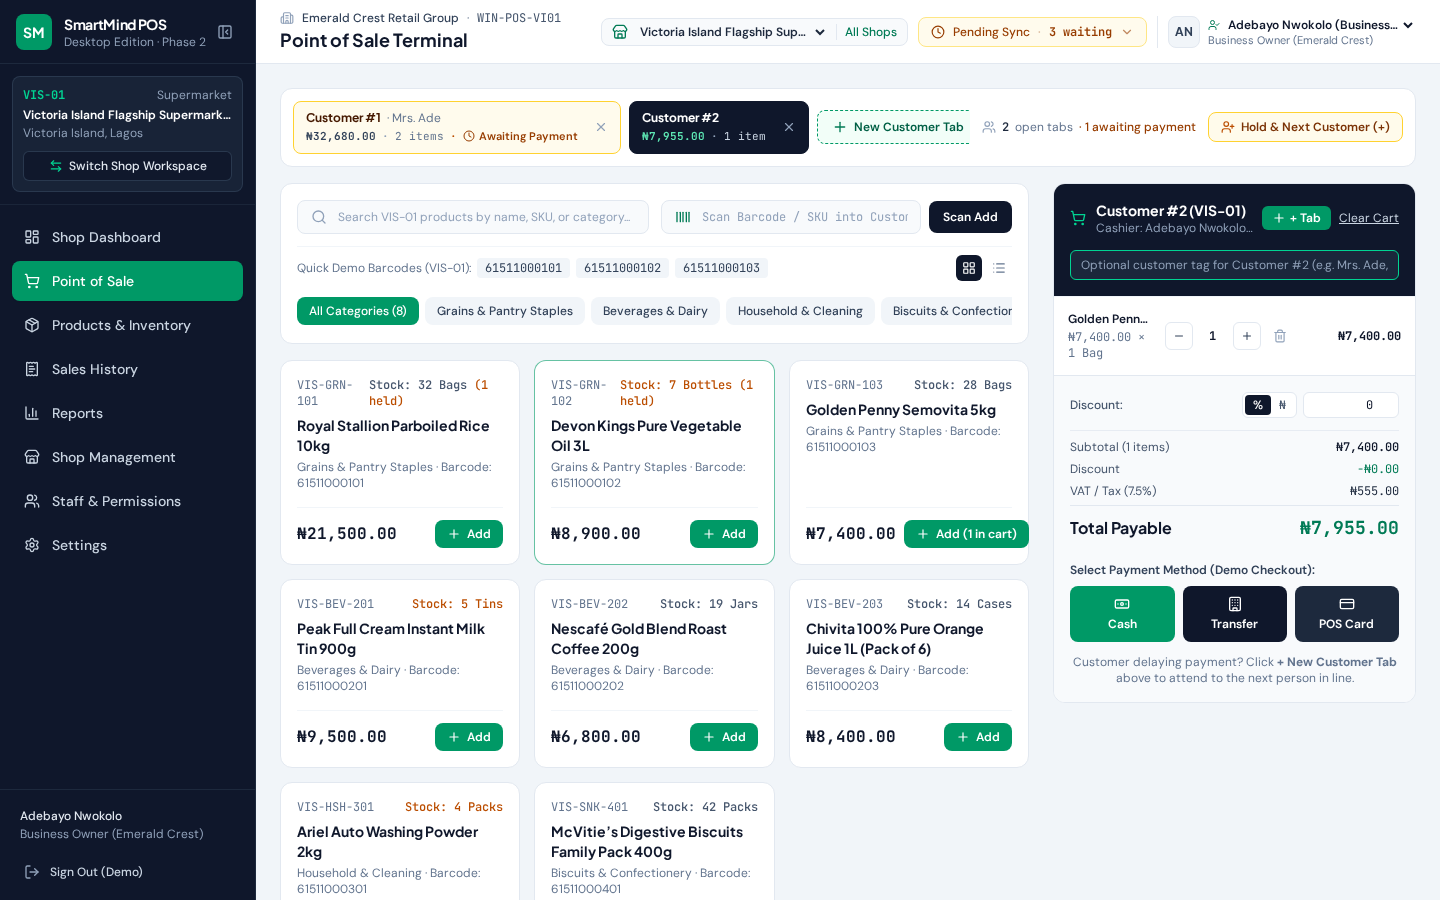 SM
SmartMind POS
Desktop Edition · Phase 2
VIS-01
Supermarket
Victoria Island Flagship Supermark...
Victoria Island, Lagos
Switch Shop Workspace
Shop Dashboard
Point of Sale
Products & Inventory
Sales History
Reports
Shop Management
Staff & Permissions
Settings
Adebayo Nwokolo
Business Owner (Emerald Crest)
Sign Out (Demo)
Emerald Crest Retail Group · WIN-POS-VI01
Point of Sale Terminal
Victoria Island Flagship Sup...
All Shops
Pending Sync · 3 waiting
AN
Adebayo Nwokolo (Business...
Business Owner (Emerald Crest)
Customer #1 · Mrs. Ade
₦32,680.00 · 2 items · Awaiting Payment
Customer #2
₦7,955.00 · 1 item
New Customer Tab
2 open tabs · 1 awaiting payment
Hold & Next Customer (+)
Search VIS-01 products by name, SKU, or category...
Scan Barcode / SKU into Custor
Scan Add
Quick Demo Barcodes (VIS-01): 61511000101 61511000102 61511000103
All Categories (8)
Grains & Pantry Staples
Beverages & Dairy
Household & Cleaning
Biscuits & Confection
VIS-GRN-101
Stock: 32 Bags (1 held)
Royal Stallion Parboiled Rice
10kg
Grains & Pantry Staples · Barcode:
61511000101
₦21,500.00
Add
VIS-GRN-102
Stock: 7 Bottles (1 held)
Devon Kings Pure Vegetable
Oil 3L
Grains & Pantry Staples · Barcode:
61511000102
₦8,900.00
Add
VIS-GRN-103
Stock: 28 Bags
Golden Penny Semovita 5kg
Grains & Pantry Staples · Barcode:
61511000103
₦7,400.00
Add (1 in cart)
VIS-BEV-201
Stock: 5 Tins
Peak Full Cream Instant Milk
Tin 900g
Beverages & Dairy · Barcode:
61511000201
₦9,500.00
Add
VIS-BEV-202
Stock: 19 Jars
Nescafé Gold Blend Roast
Coffee 200g
Beverages & Dairy · Barcode:
61511000202
₦6,800.00
Add
VIS-BEV-203
Stock: 14 Cases
Chivita 100% Pure Orange
Juice 1L (Pack of 6)
Beverages & Dairy · Barcode:
61511000203
₦8,400.00
Add
VIS-HSH-301
Stock: 4 Packs
Ariel Auto Washing Powder
2kg
Household & Cleaning · Barcode:
61511000301
VIS-SNK-401
Stock: 42 Packs
McVitie's Digestive Biscuits
Family Pack 400g
Biscuits & Confectionery · Barcode:
61511000401
Customer #2 (VIS-01)
Cashier: Adebayo Nwokolo...
+ Tab
Clear Cart
Optional customer tag for Customer #2 (e.g. Mrs. Ade,
Golden Penn...
₦7,400.00 ×
1 Bag
1
₦7,400.00
Discount:
%
₦
0
Subtotal (1 items)
₦7,400.00
Discount
-₦0.00
VAT / Tax (7.5%)
₦555.00
Total Payable
₦7,955.00
Select Payment Method (Demo Checkout):
Cash
Transfer
POS Card
Customer delaying payment? Click + New Customer Tab
above to attend to the next person in line.